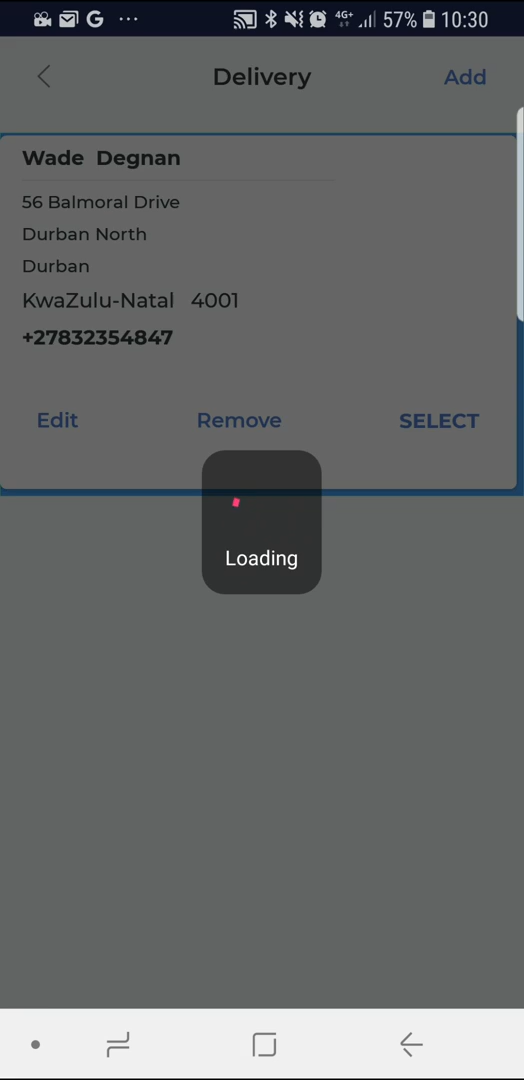 4G+ 57% 10:30
Delivery Add
Wade Degnan
56 Balmoral Drive
Durban North
Durban
KwaZulu-Natal 4001
+27832354847
Edit Remove SELECT
Loading